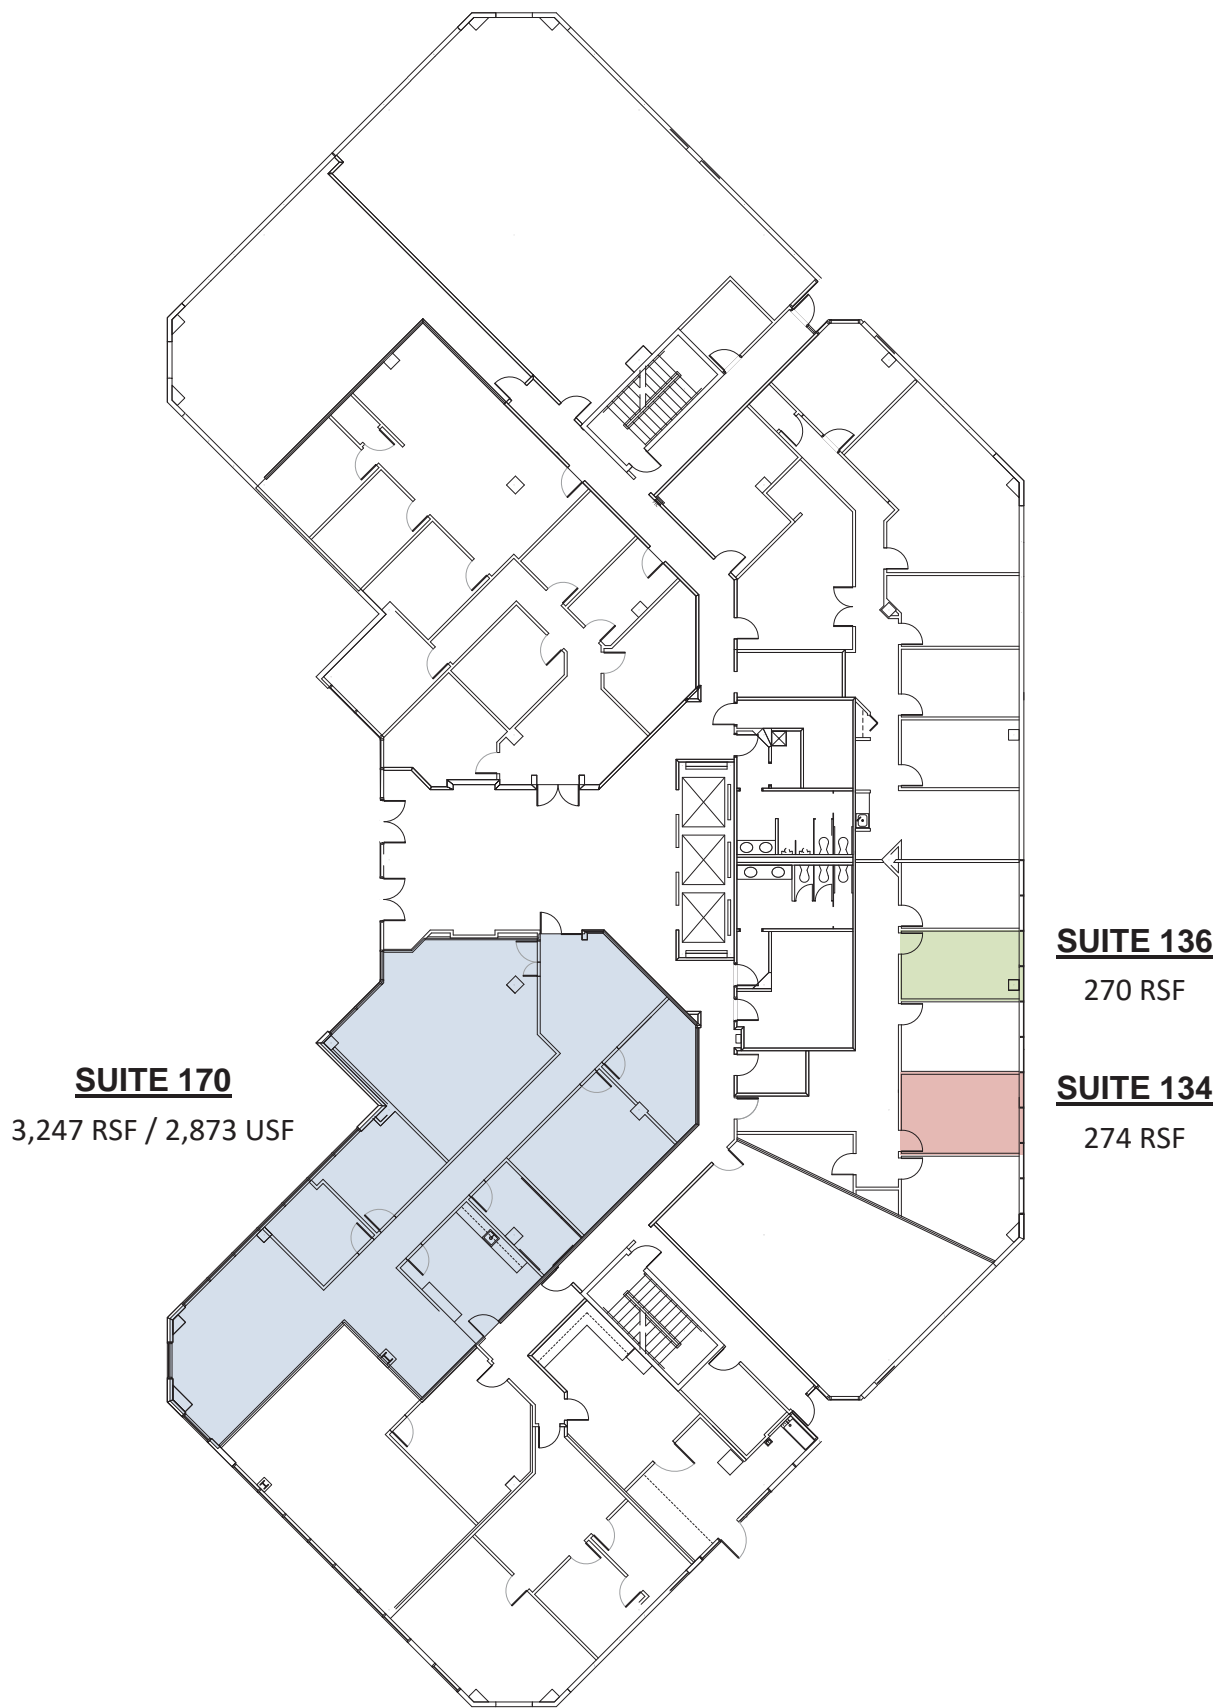 SUITE 136
270 RSF
SUITE 170
3,247 RSF / 2,873 USF
SUITE 134
274 RSF